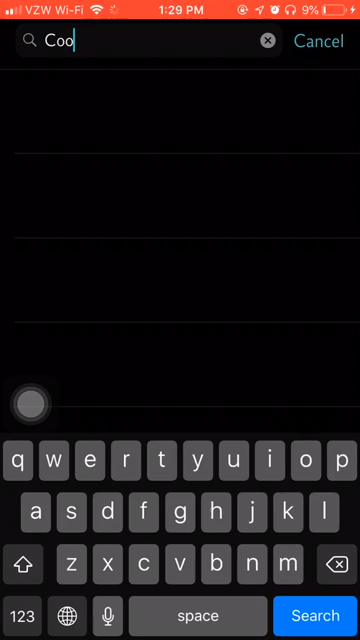 VZW Wi-Fi 1:29 PM 9%
Coo Cancel
q w e r t y u i o p
a s d f g h j k l
z x c v b n m
123 space Search